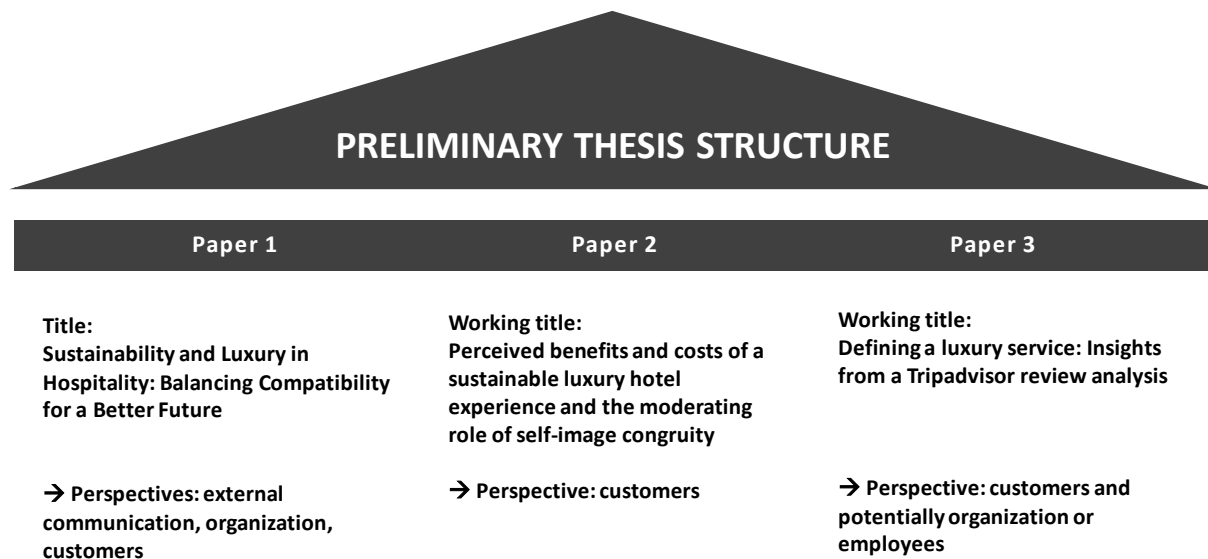 PRELIMINARY THESIS STRUCTURE
Paper 1
Paper 2
Paper 3
Title:
Sustainability and Luxury in
Hospitality: Balancing Compatibility
for a Better Future
→ Perspectives: external
communication, organization,
customers
Working title:
Perceived benefits and costs of a
sustainable luxury hotel
experience and the moderating
role of self-image congruity
→ Perspective: customers
Working title:
Defining a luxury service: Insights
from a Tripadvisor review analysis
→ Perspective: customers and
potentially organization or
employees